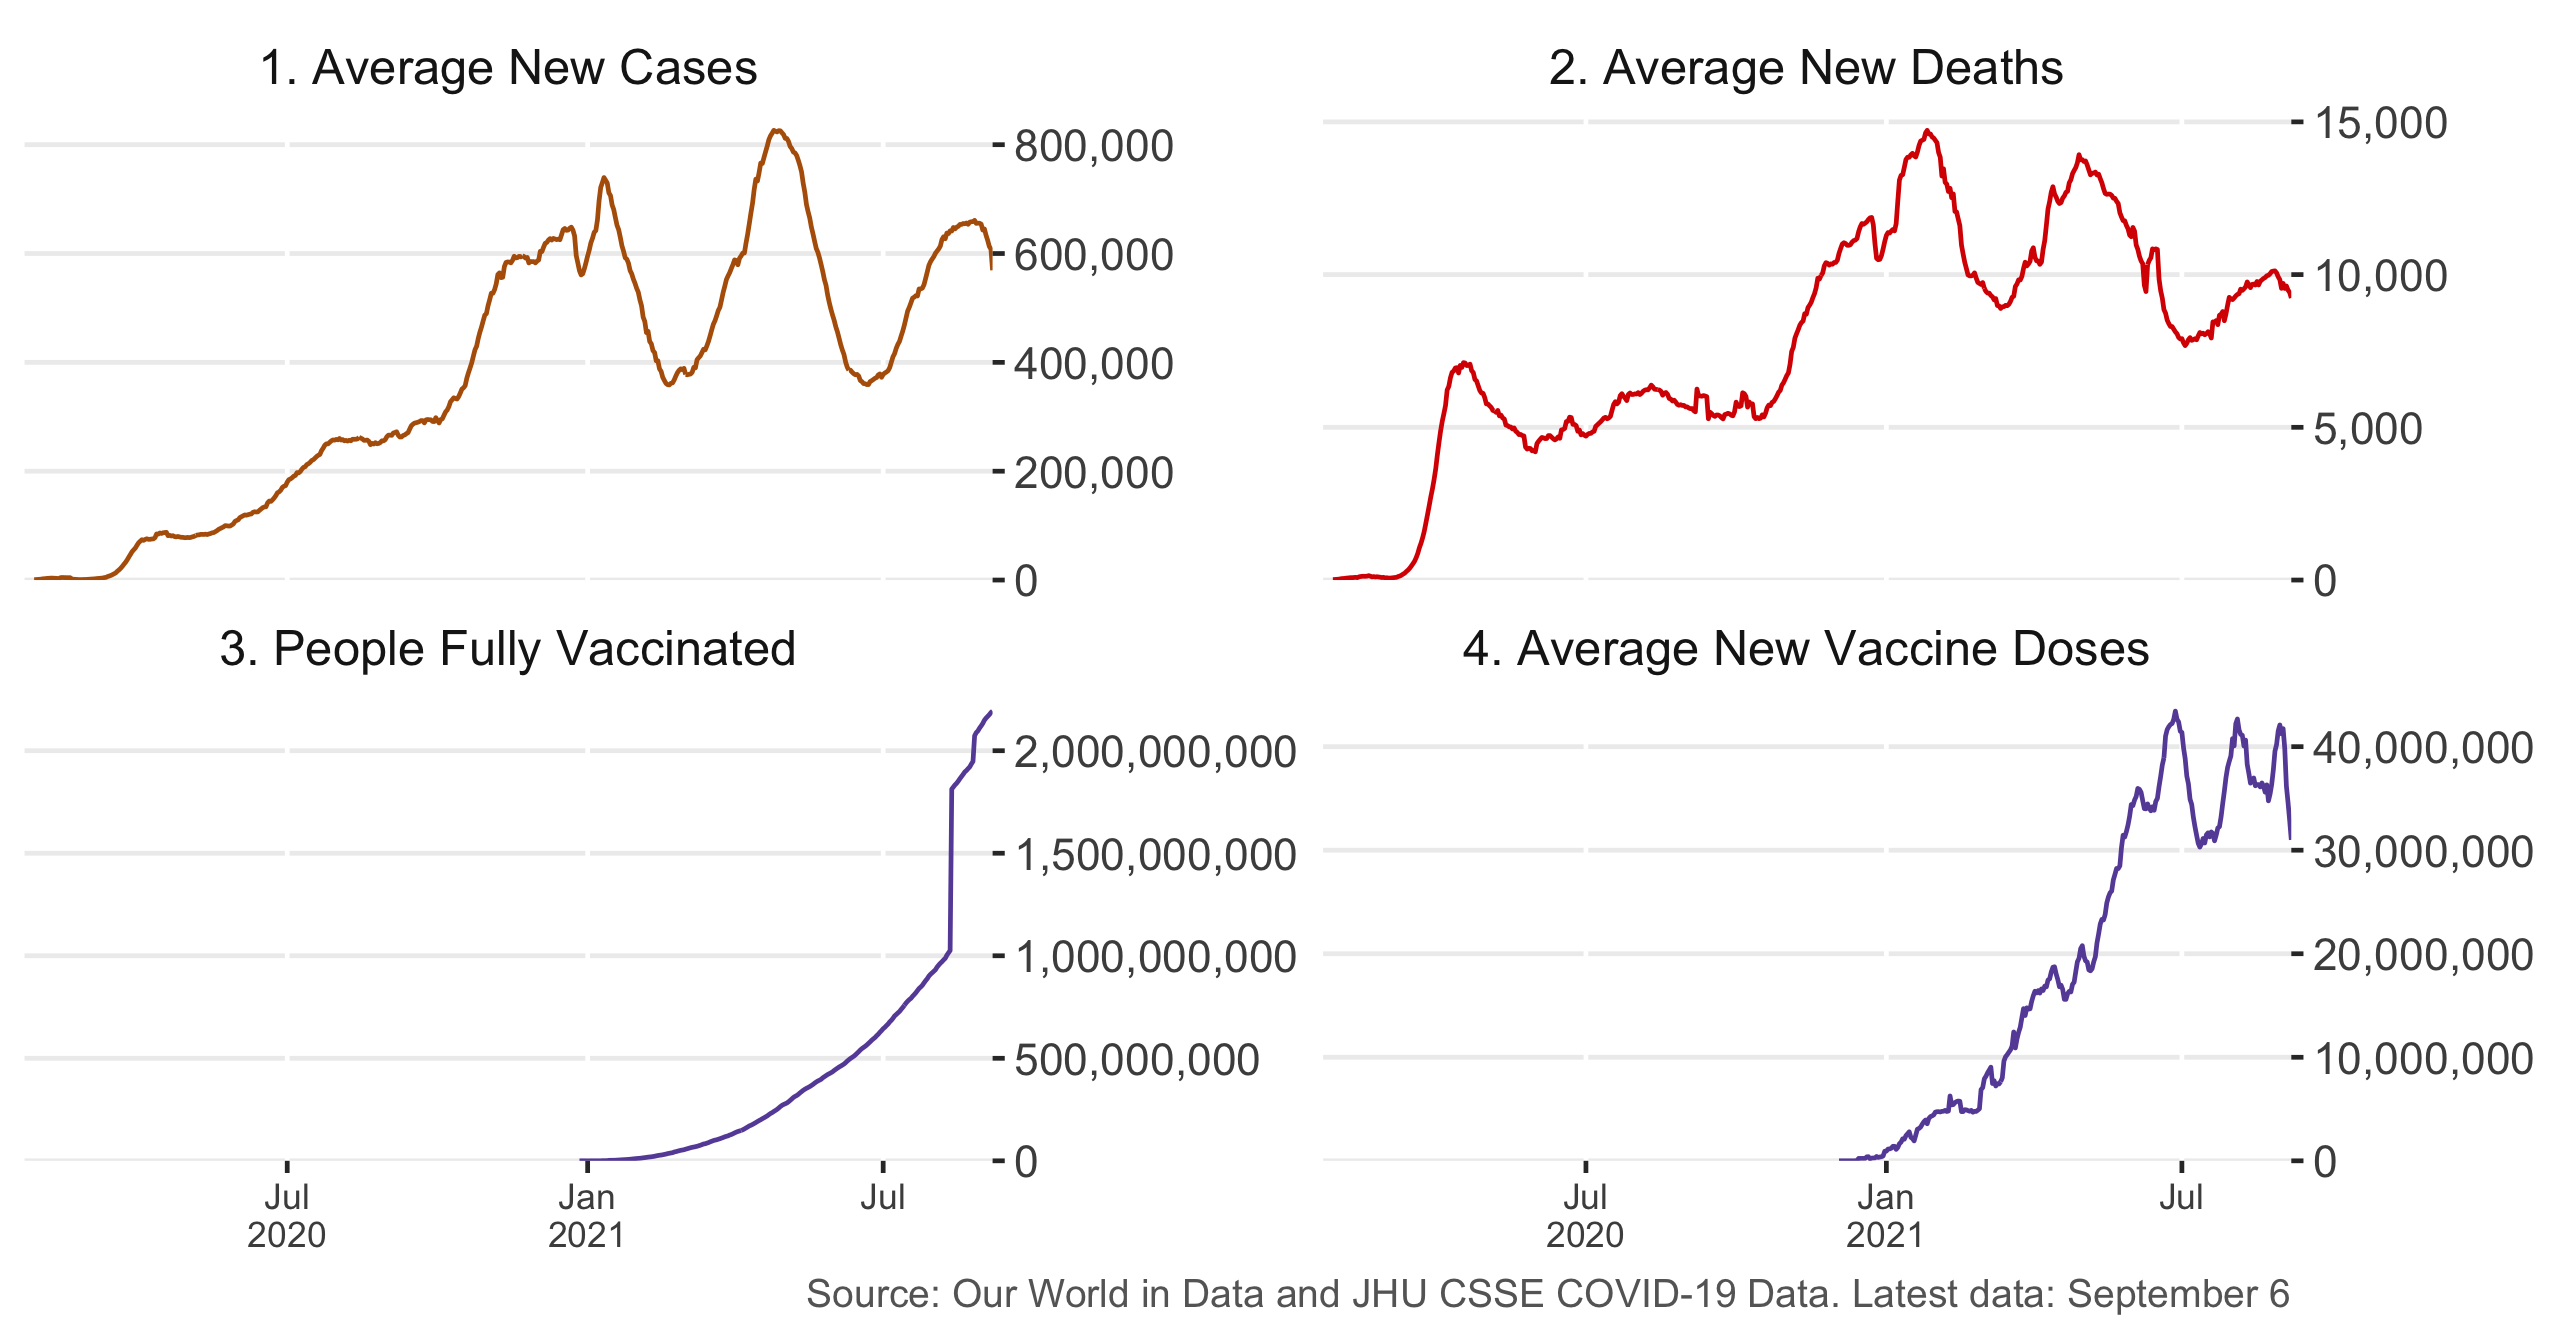 1. Average New Cases
800,000
600,000
400,000
200,000
0
2. Average New Deaths
15,000
10,000
5,000
0
3. People Fully Vaccinated
2,000,000,000
1,500,000,000
1,000,000,000
500,000,000
0
Jul
2020
Jan
2021
Jul
4. Average New Vaccine Doses
40,000,000
30,000,000
20,000,000
10,000,000
0
Jul
2020
Jan
2021
Jul
Source: Our World in Data and JHU CSSE COVID-19 Data. Latest data: September 6